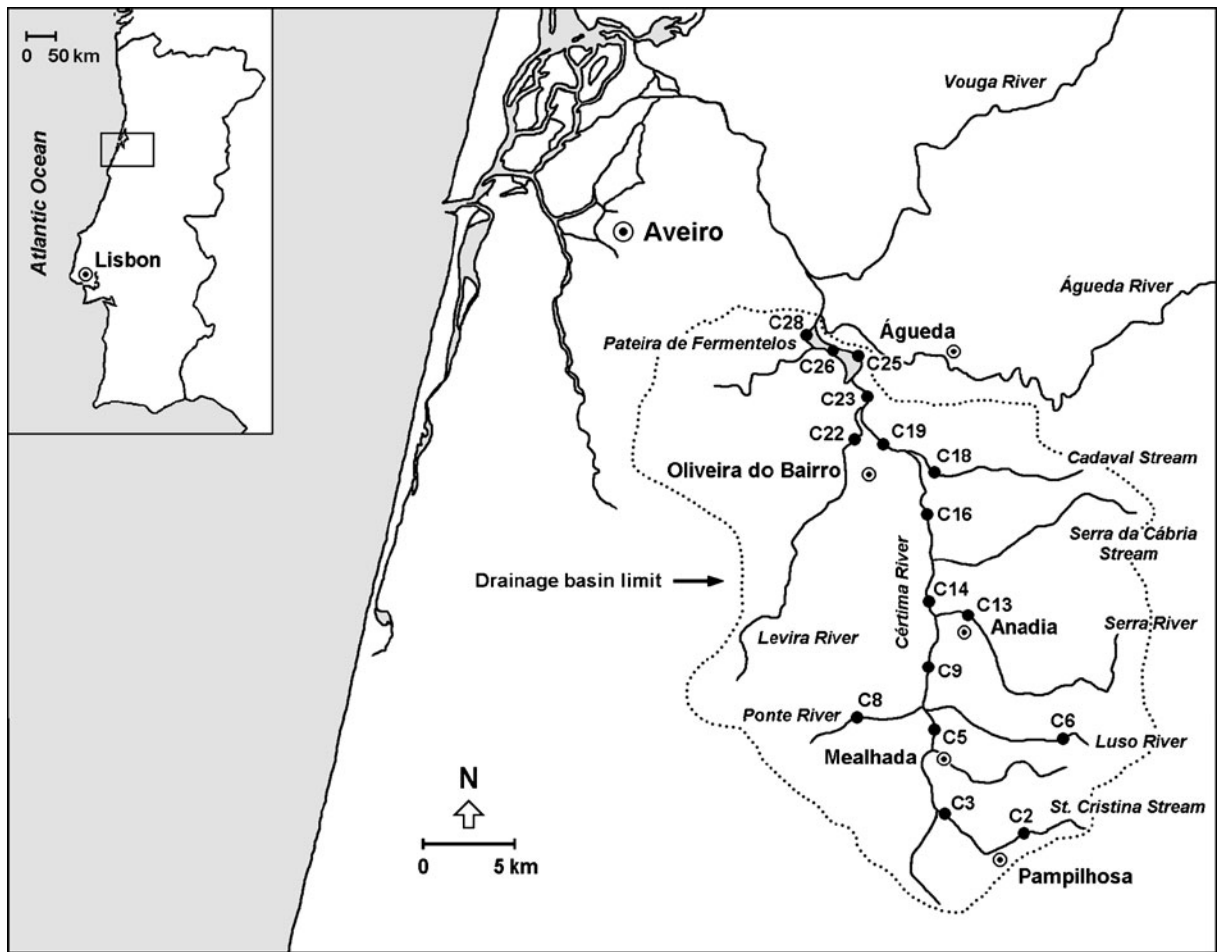 0 50 km
Atlantic Ocean
Lisbon
Vouga River
Aveiro
Águeda River
C28
Águeda
Pateira de Fermentelos
C26
C25
C23
C22
C19
C18
Cadaval Stream
Oliveira do Bairro
C16
Serra da Cábria
Stream
Cértima River
Drainage basin limit
C14
C13
Anadia
Serra River
Levira River
C9
C8
Ponte River
C6
C5
Luso River
Mealhada
N
C3
C2
St. Cristina Stream
0 5 km
Pampilhosa